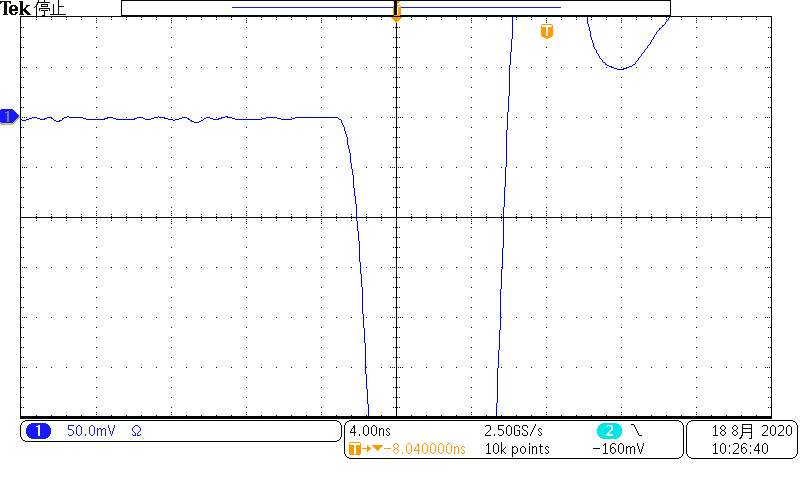 Tek 停止
T
1
1 50.0mV Ω
4.00ns 2.50GS/s 2 -160mV
T→▼-8.040000ns 10k points
18 8月 2020
10:26:40